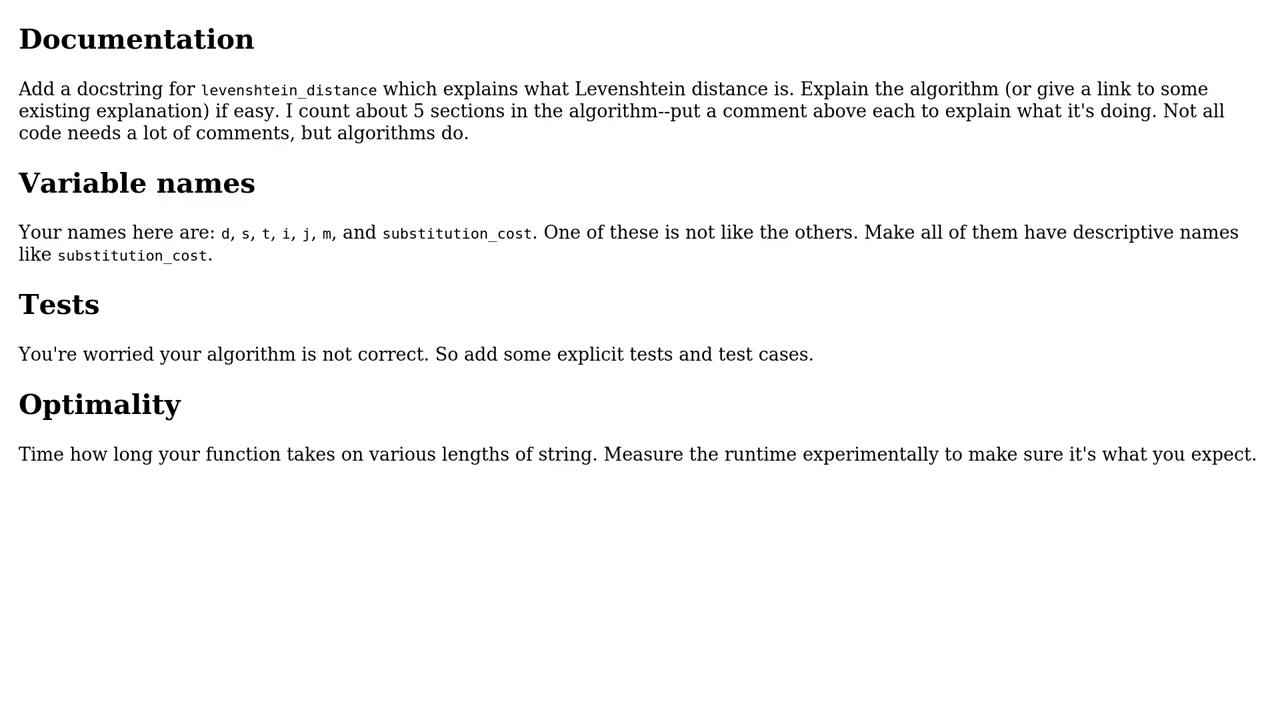 Documentation
Add a docstring for levenshtein_distance which explains what Levenshtein distance is. Explain the algorithm (or give a link to some
existing explanation) if easy. I count about 5 sections in the algorithm--put a comment above each to explain what it's doing. Not all
code needs a lot of comments, but algorithms do.
Variable names
Your names here are: d, s, t, i, j, m, and substitution_cost. One of these is not like the others. Make all of them have descriptive names
like substitution_cost.
Tests
You're worried your algorithm is not correct. So add some explicit tests and test cases.
Optimality
Time how long your function takes on various lengths of string. Measure the runtime experimentally to make sure it's what you expect.